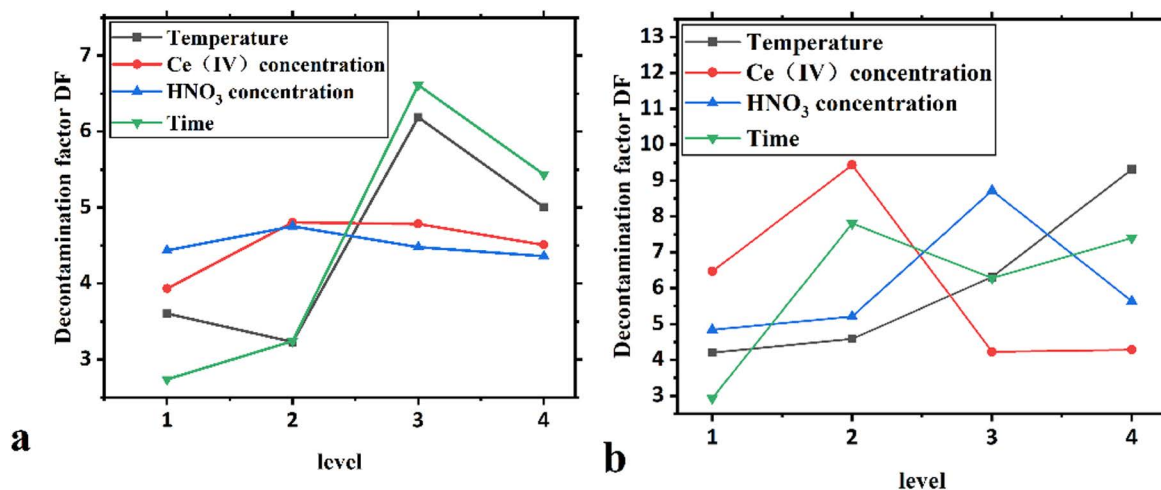 Temperature
Ce（IV）concentration
HNO₃ concentration
Time
7
6
5
4
3
Decontamination factor DF
1 2 3 4
level
a
Temperature
Ce（IV）concentration
HNO₃ concentration
Time
13
12
11
10
9
8
7
6
5
4
3
Decontamination factor DF
1 2 3 4
level
b